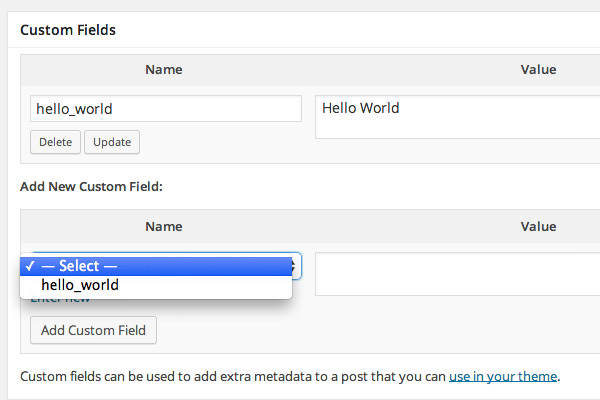 Custom Fields
Name Value
hello_world Hello World
Delete Update
Add New Custom Field:
Name Value
✓ — Select —
hello_world
Enter new
Add Custom Field
Custom fields can be used to add extra metadata to a post that you can use in your theme.